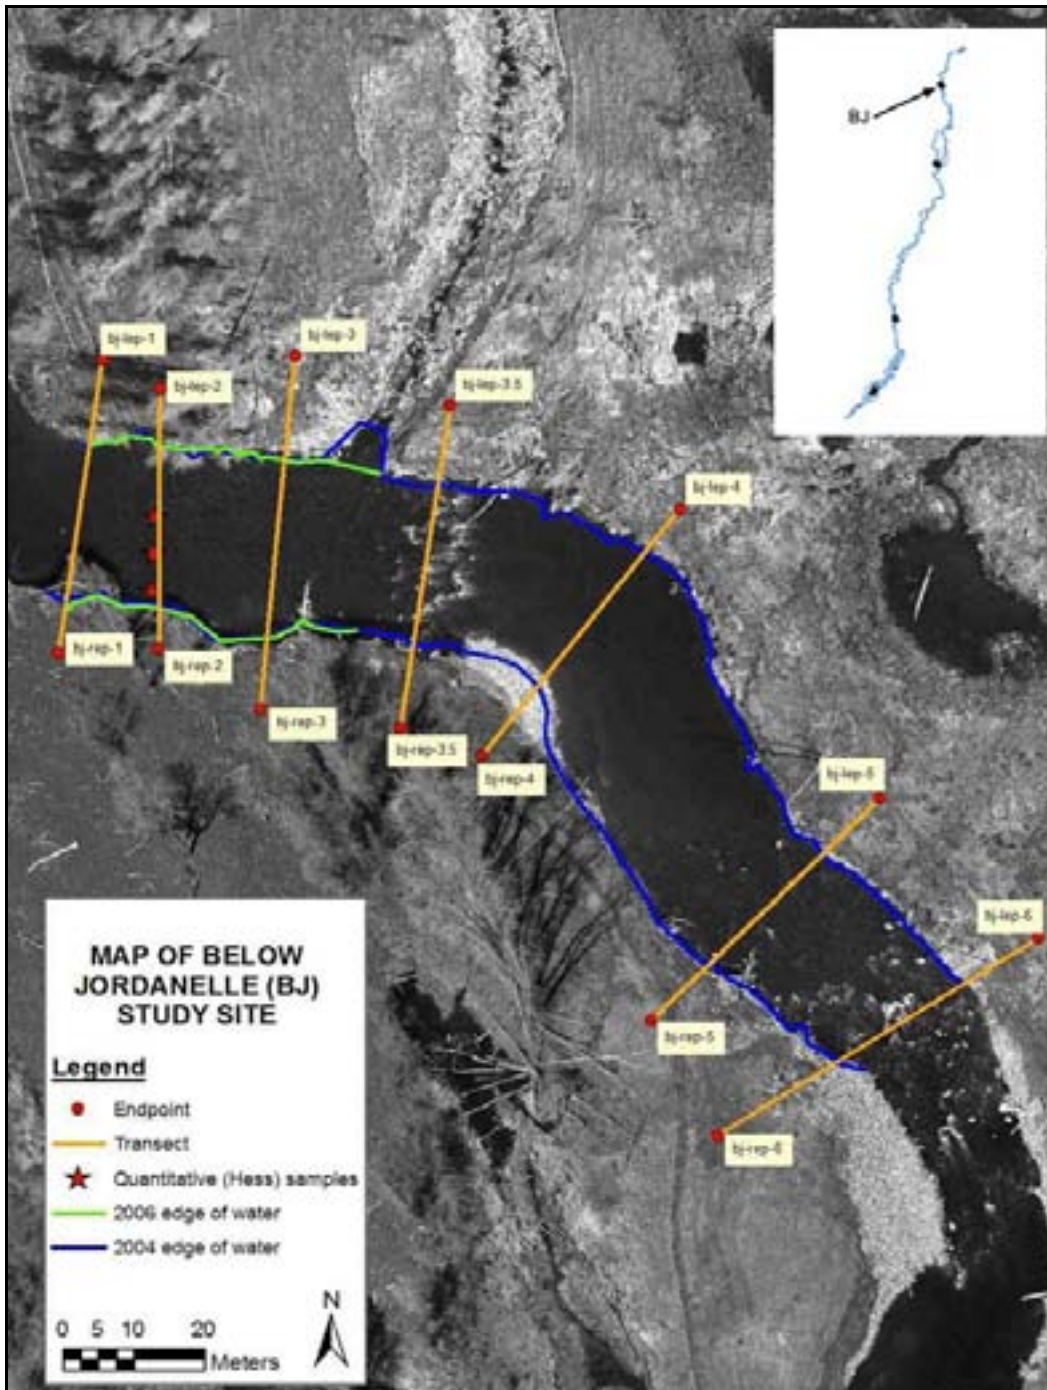 BJ
bj-lep-1
bj-lep-2
bj-lep-3
bj-lep-3.5
bj-lep-4
bj-rep-1
bj-rep-2
bj-rep-3
bj-rep-3.5
bj-rep-4
bj-lep-5
bj-lep-6
bj-rep-5
bj-rep-6
MAP OF BELOW
JORDANELLE (BJ)
STUDY SITE
Legend
Endpoint
Transect
Quantitative (Hess) samples
2006 edge of water
2004 edge of water
N
0 5 10 20
Meters